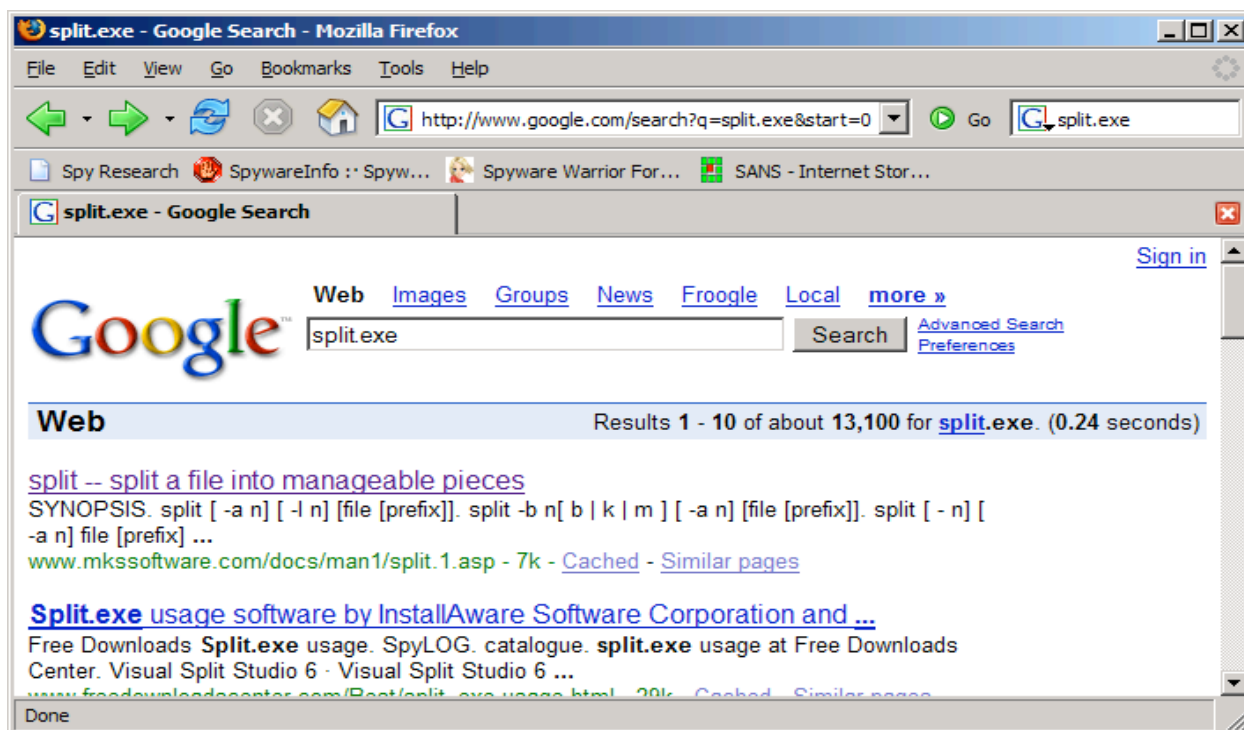 split.exe - Google Search - Mozilla Firefox
File Edit View Go Bookmarks Tools Help
http://www.google.com/search?q=split.exe&start=0 Go split.exe
Spy Research SpywareInfo :· Spyw... Spyware Warrior For... SANS - Internet Stor...
split.exe - Google Search
Sign in
Web Images Groups News Froogle Local more »
Google™ split.exe Search Advanced Search
Preferences
Web Results 1 - 10 of about 13,100 for split.exe. (0.24 seconds)
split -- split a file into manageable pieces
SYNOPSIS. split [ -a n] [ -l n] [file [prefix]]. split -b n[ b | k | m ] [ -a n] [file [prefix]]. split [ - n] [
-a n] file [prefix] ...
www.mkssoftware.com/docs/man1/split.1.asp - 7k - Cached - Similar pages
Split.exe usage software by InstallAware Software Corporation and ...
Free Downloads Split.exe usage. SpyLOG. catalogue. split.exe usage at Free Downloads
Center. Visual Split Studio 6 · Visual Split Studio 6 ...
29k - Cached - Similar pages
Done